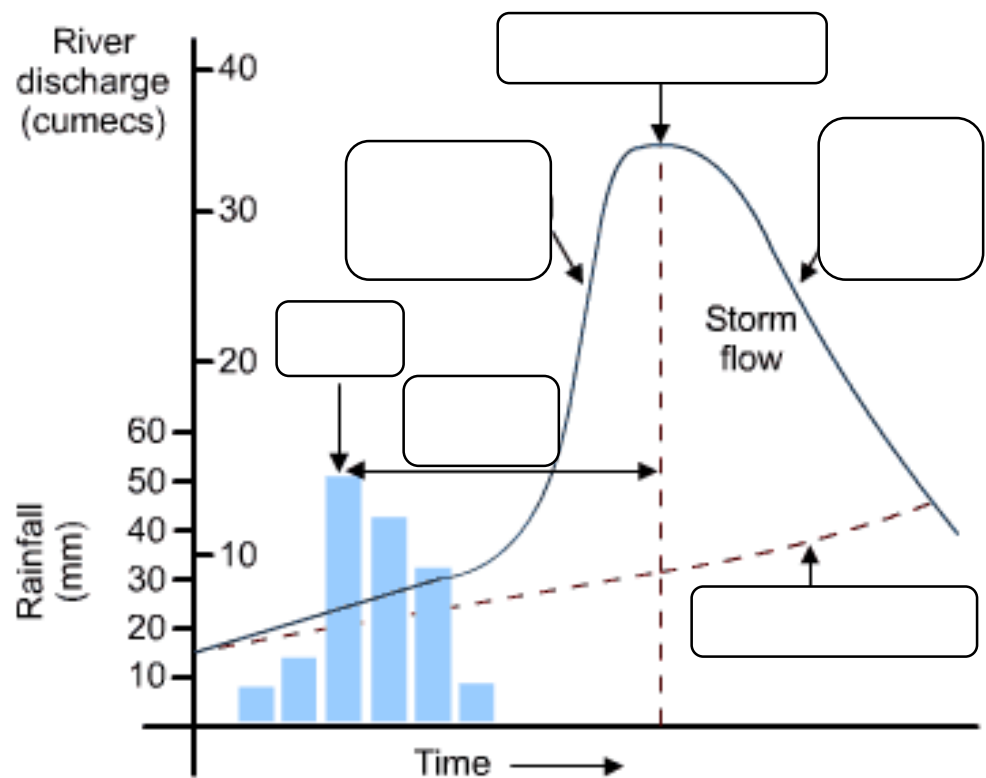 River
discharge
(cumecs)
40
30
20
10
Storm
flow
60
50
40
30
20
10
Rainfall
(mm)
Time